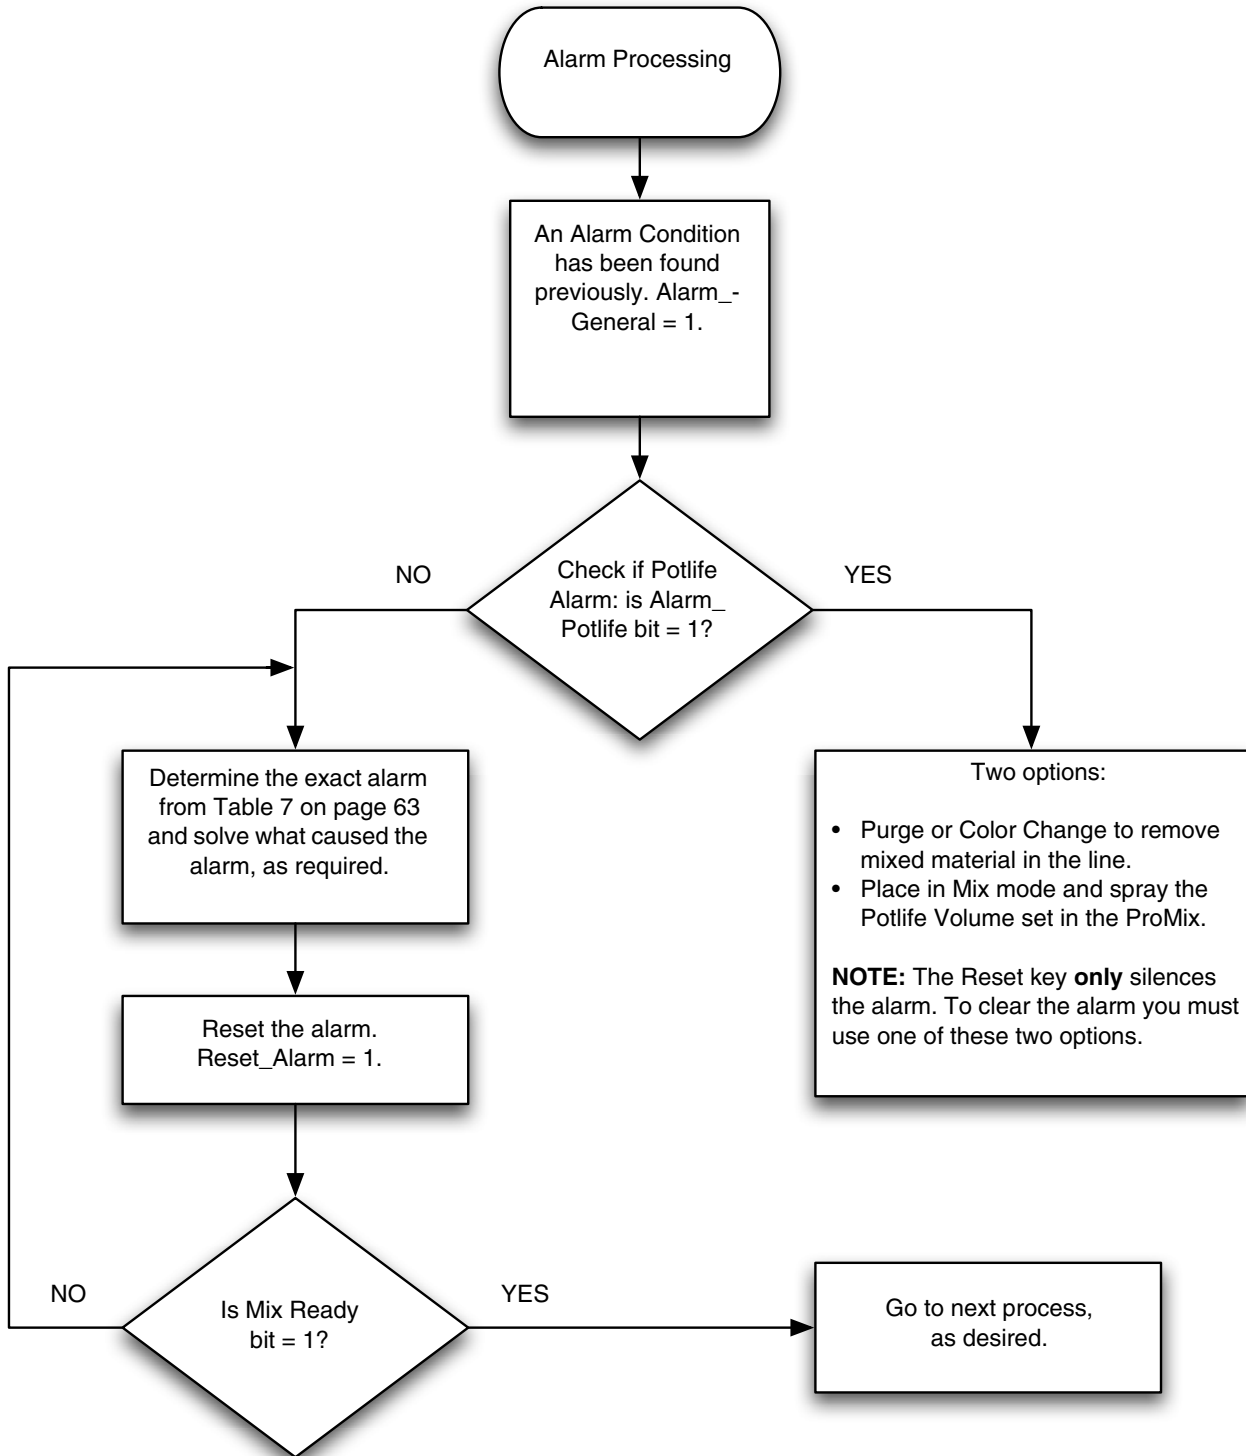 Alarm Processing
An Alarm Condition
has been found
previously. Alarm_-
General = 1.
NO
Check if Potlife
Alarm: is Alarm_
Potlife bit = 1?
YES
Determine the exact alarm
from Table 7 on page 63
and solve what caused the
alarm, as required.
Two options:
• Purge or Color Change to remove
mixed material in the line.
• Place in Mix mode and spray the
Potlife Volume set in the ProMix.
NOTE: The Reset key only silences
the alarm. To clear the alarm you must
use one of these two options.
Reset the alarm.
Reset_Alarm = 1.
NO
Is Mix Ready
bit = 1?
YES
Go to next process,
as desired.